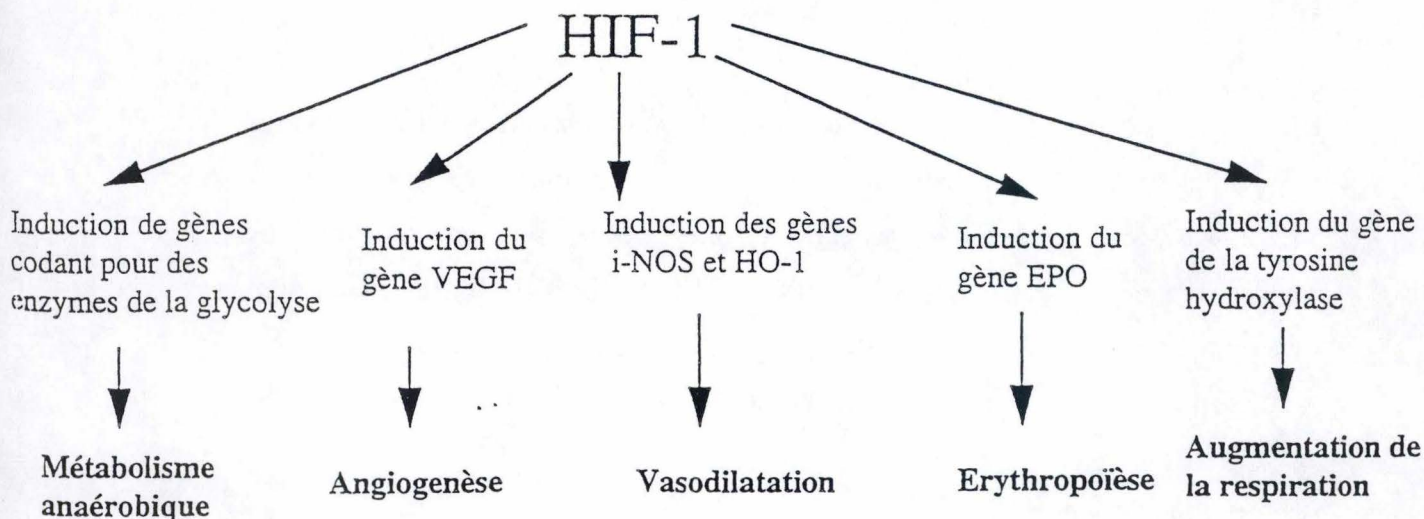 HIF-1
Induction de gènes
codant pour des
enzymes de la glycolyse
Induction du
gène VEGF
Induction des gènes
i-NOS et HO-1
Induction du
gène EPO
Induction du gène
de la tyrosine
hydroxylase
Métabolisme
anaérobique
Angiogenèse
Vasodilatation
Erythropoïèse
Augmentation de
la respiration